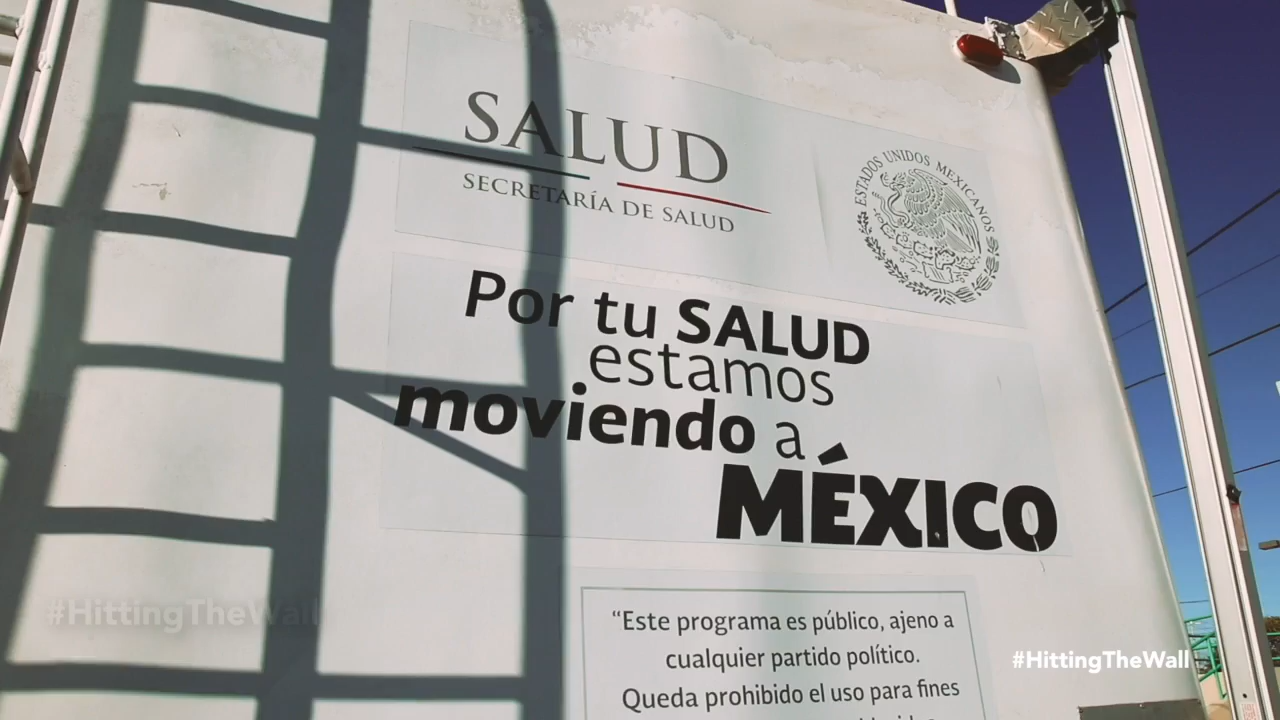 SALUD
SECRETARÍA DE SALUD
ESTADOS UNIDOS MEXICANOS
Por tu SALUD
estamos
moviendo a
MÉXICO
“Este programa es público, ajeno a
cualquier partido político.
Queda prohibido el uso para fines
#HittingTheWall
#HittingTheWall